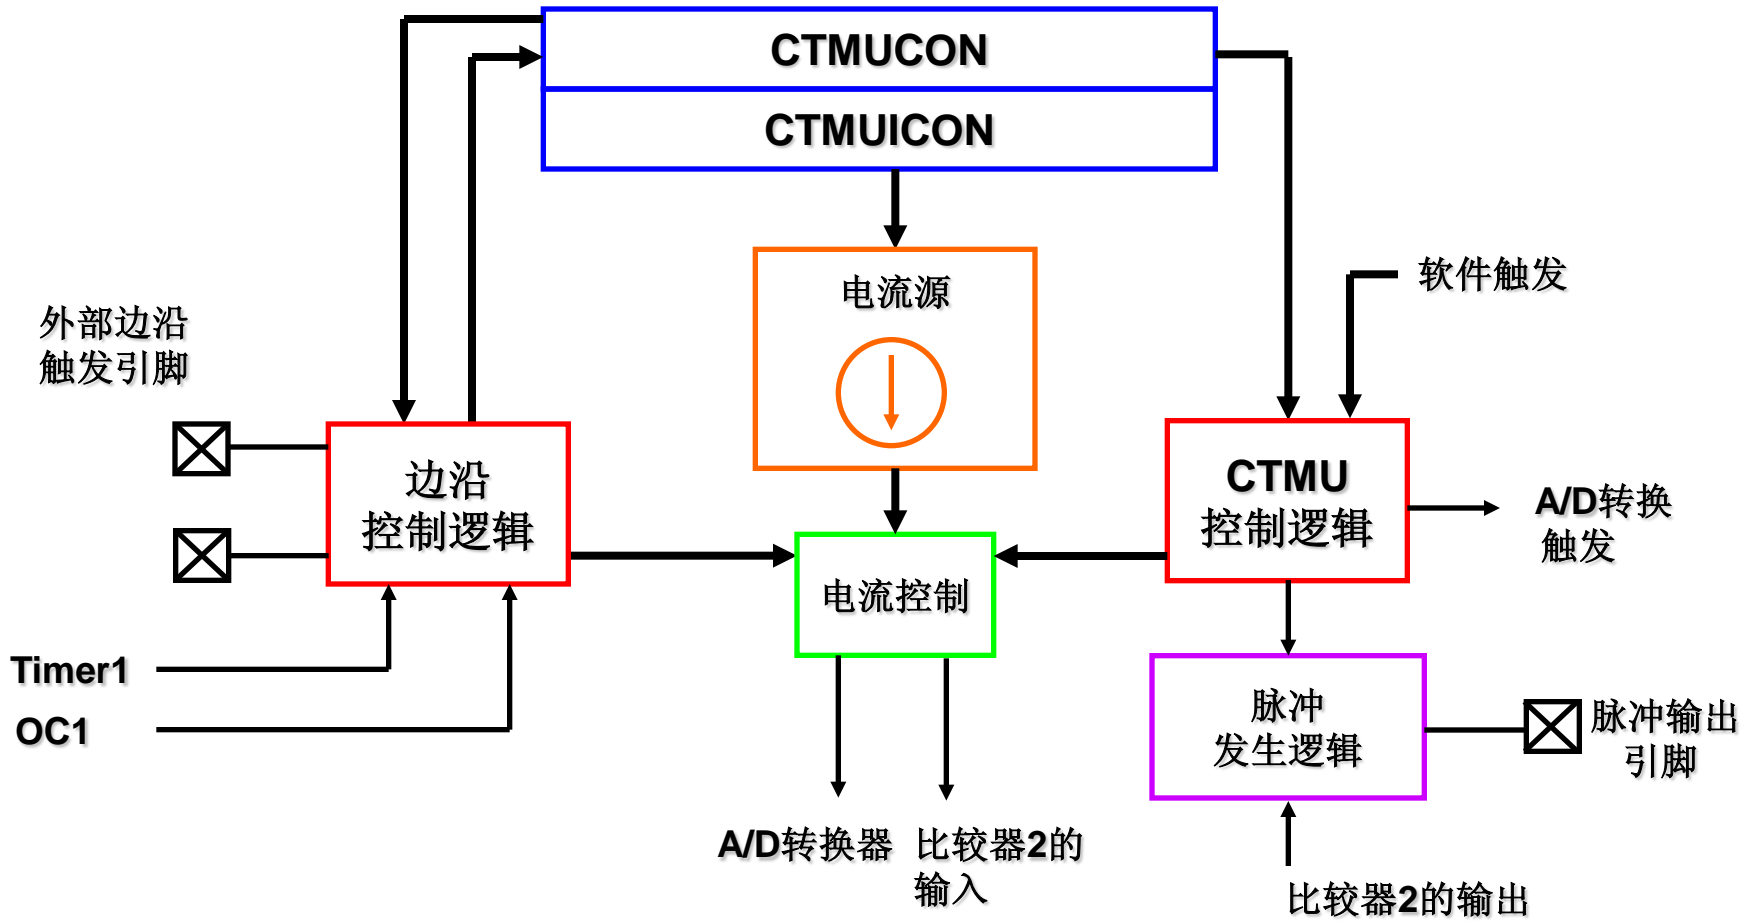 CTMUCON
CTMUICON
电流源
软件触发
外部边沿
触发引脚
边沿
控制逻辑
CTMU
控制逻辑
A/D转换
触发
电流控制
Timer1
OC1
脉冲
发生逻辑
脉冲输出
引脚
A/D转换器
比较器2的
输入
比较器2的输出